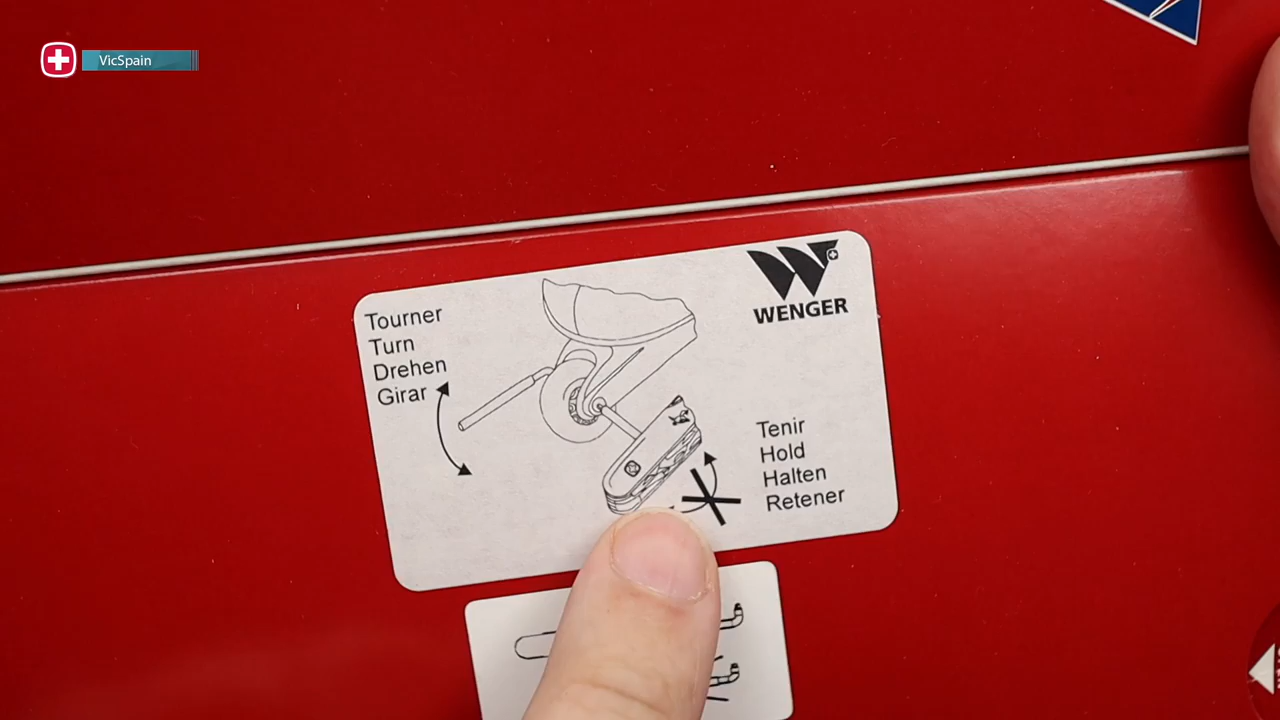 VicSpain
WENGER
Tourner
Turn
Drehen
Girar
Tenir
Hold
Halten
Retener